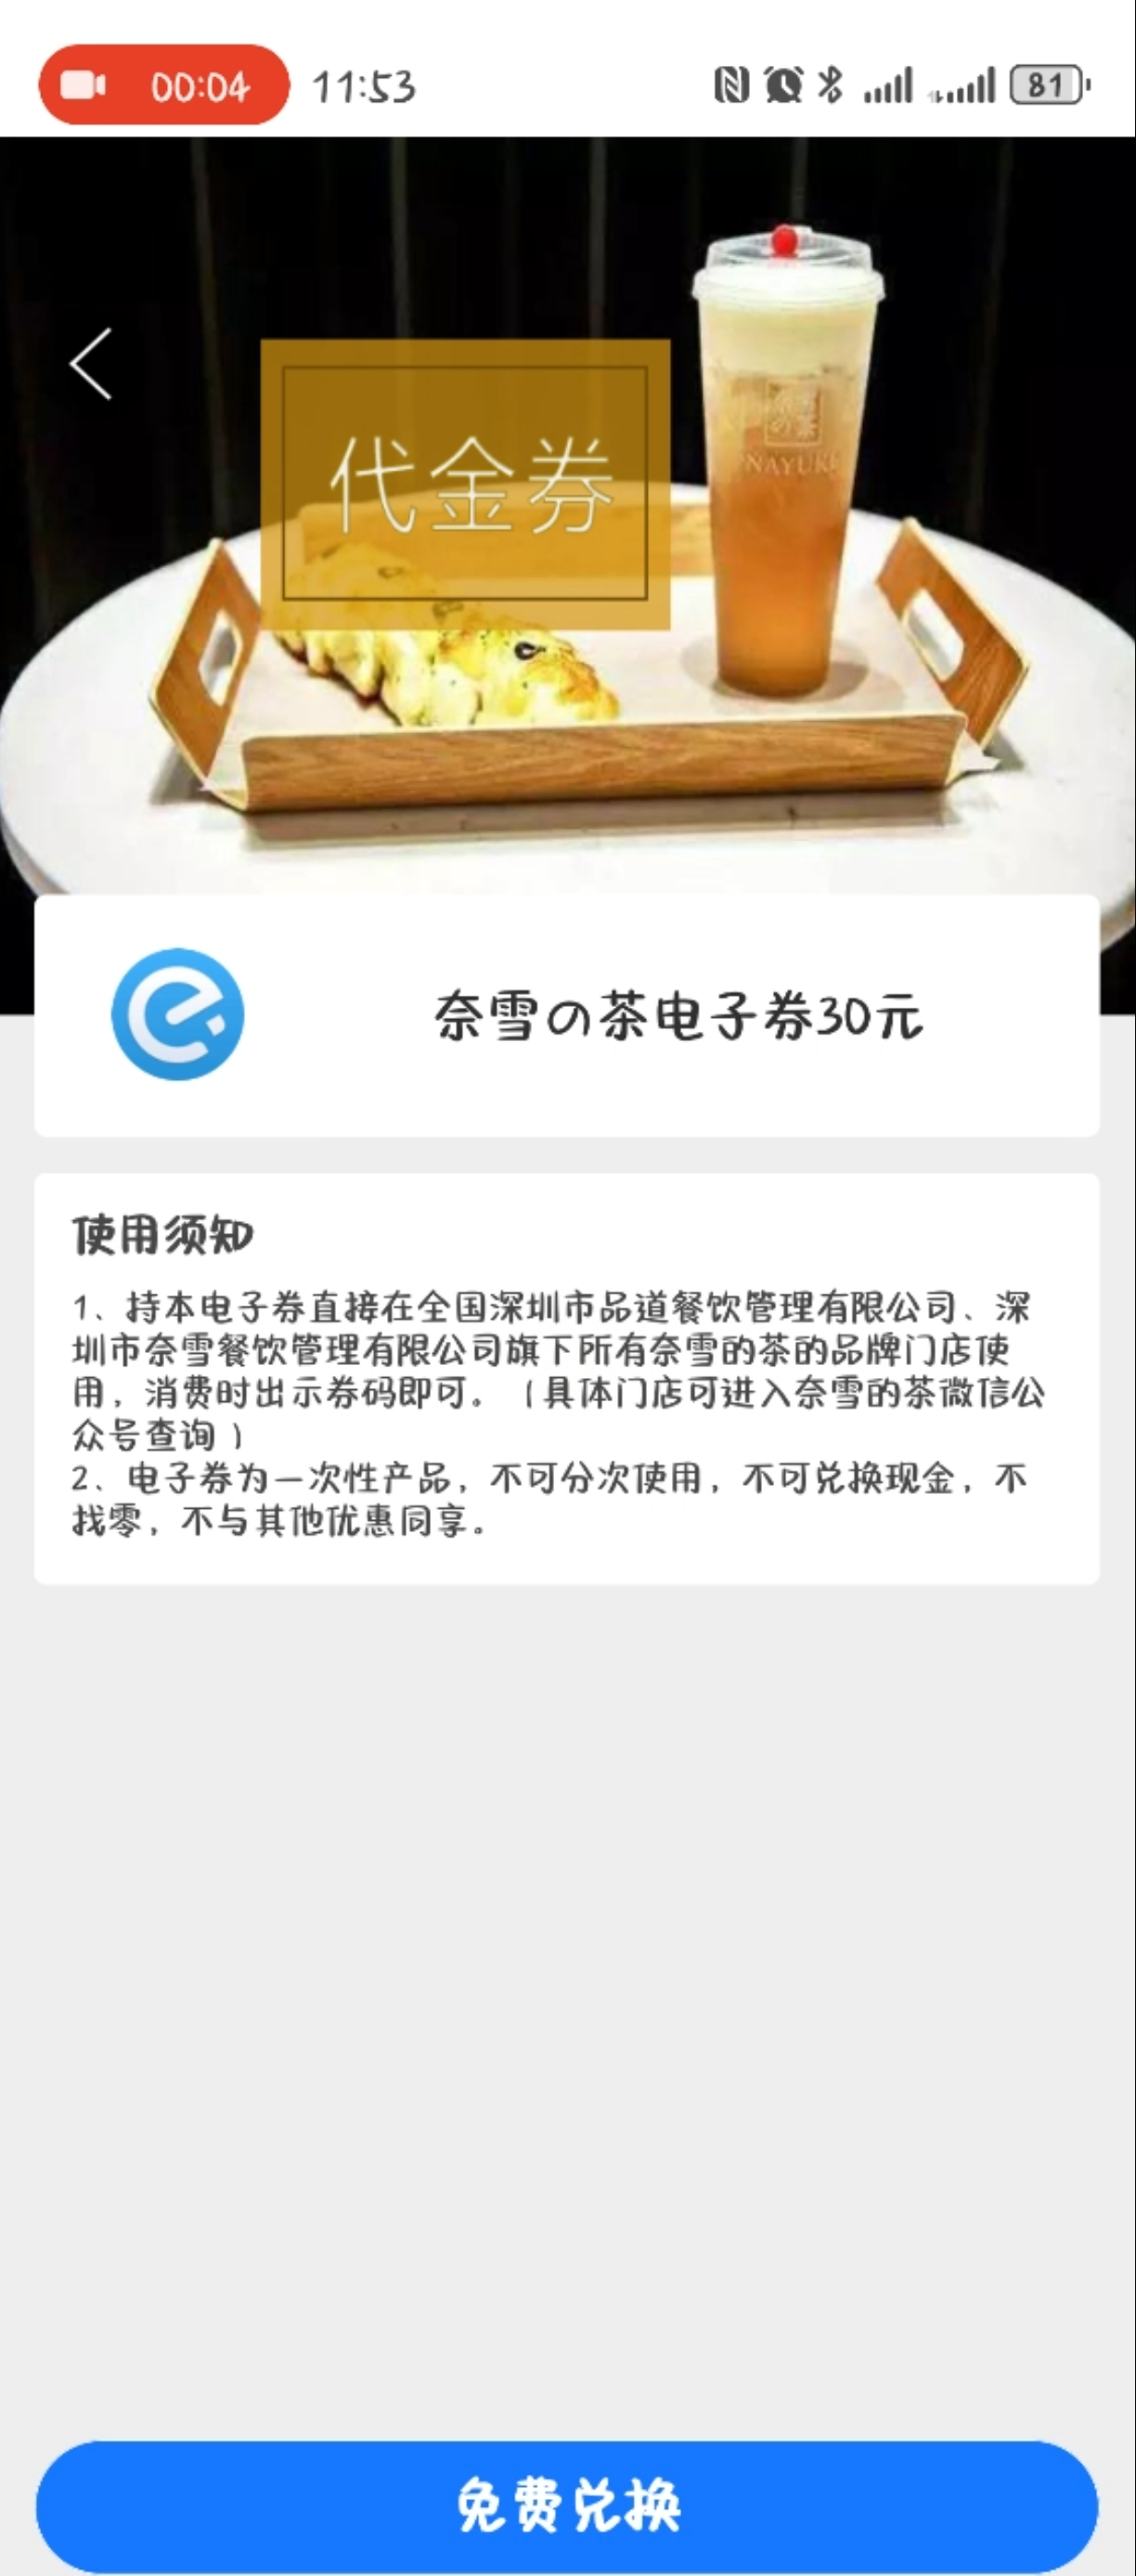 00:04 11:53 81
代金券
NAYUKI
奈雪の茶电子券30元
使用须知
1、持本电子券直接在全国深圳市品道餐饮管理有限公司、深
圳市奈雪餐饮管理有限公司旗下所有奈雪的茶的品牌门店使
用，消费时出示券码即可。（具体门店可进入奈雪的茶微信公
众号查询）
2、电子券为一次性产品，不可分次使用，不可兑换现金，不
找零，不与其他优惠同享。
免费兑换